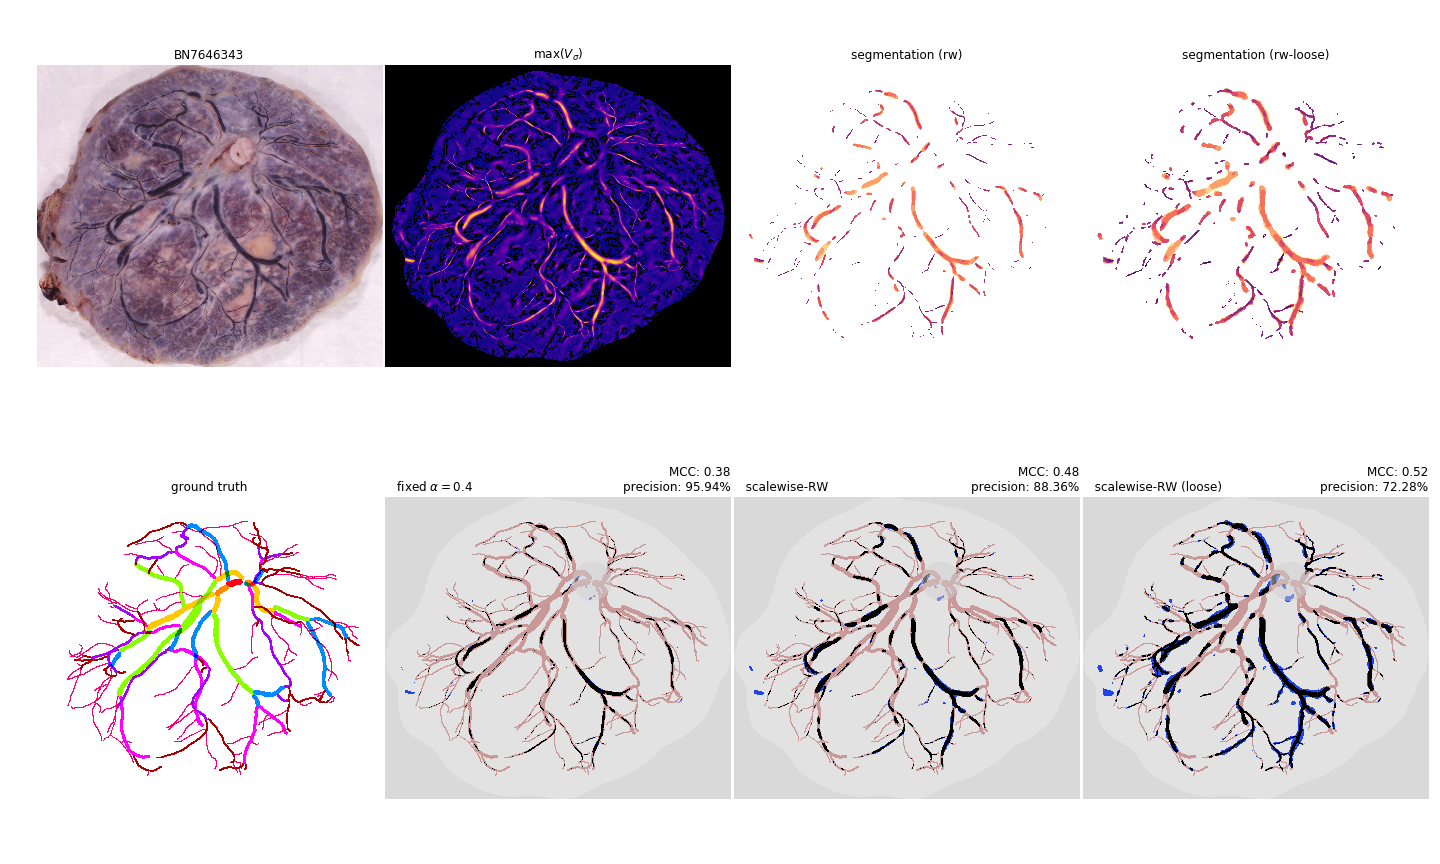 BN7646343
max(V_σ)
segmentation (rw)
segmentation (rw-loose)
ground truth
fixed α = 0.4
MCC: 0.38
precision: 95.94%
scalewise-RW
MCC: 0.48
precision: 88.36%
scalewise-RW (loose)
MCC: 0.52
precision: 72.28%